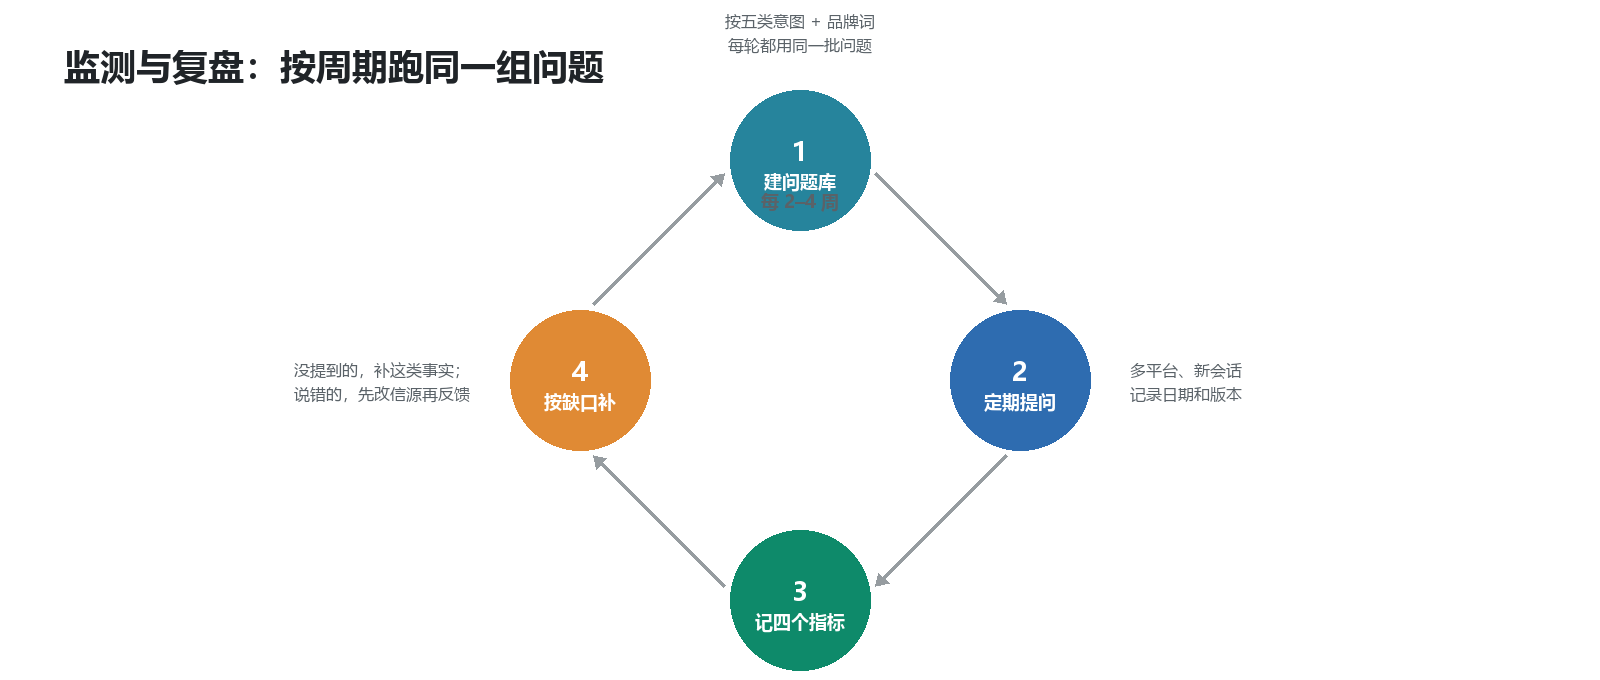 按五类意图 + 品牌词
每轮都用同一批问题
监测与复盘：按周期跑同一组问题
1
建问题库
每 2–4 周
2
定期提问
多平台、新会话
记录日期和版本
3
记四个指标
4
按缺口补
没提到的，补这类事实；
说错的，先改信源再反馈